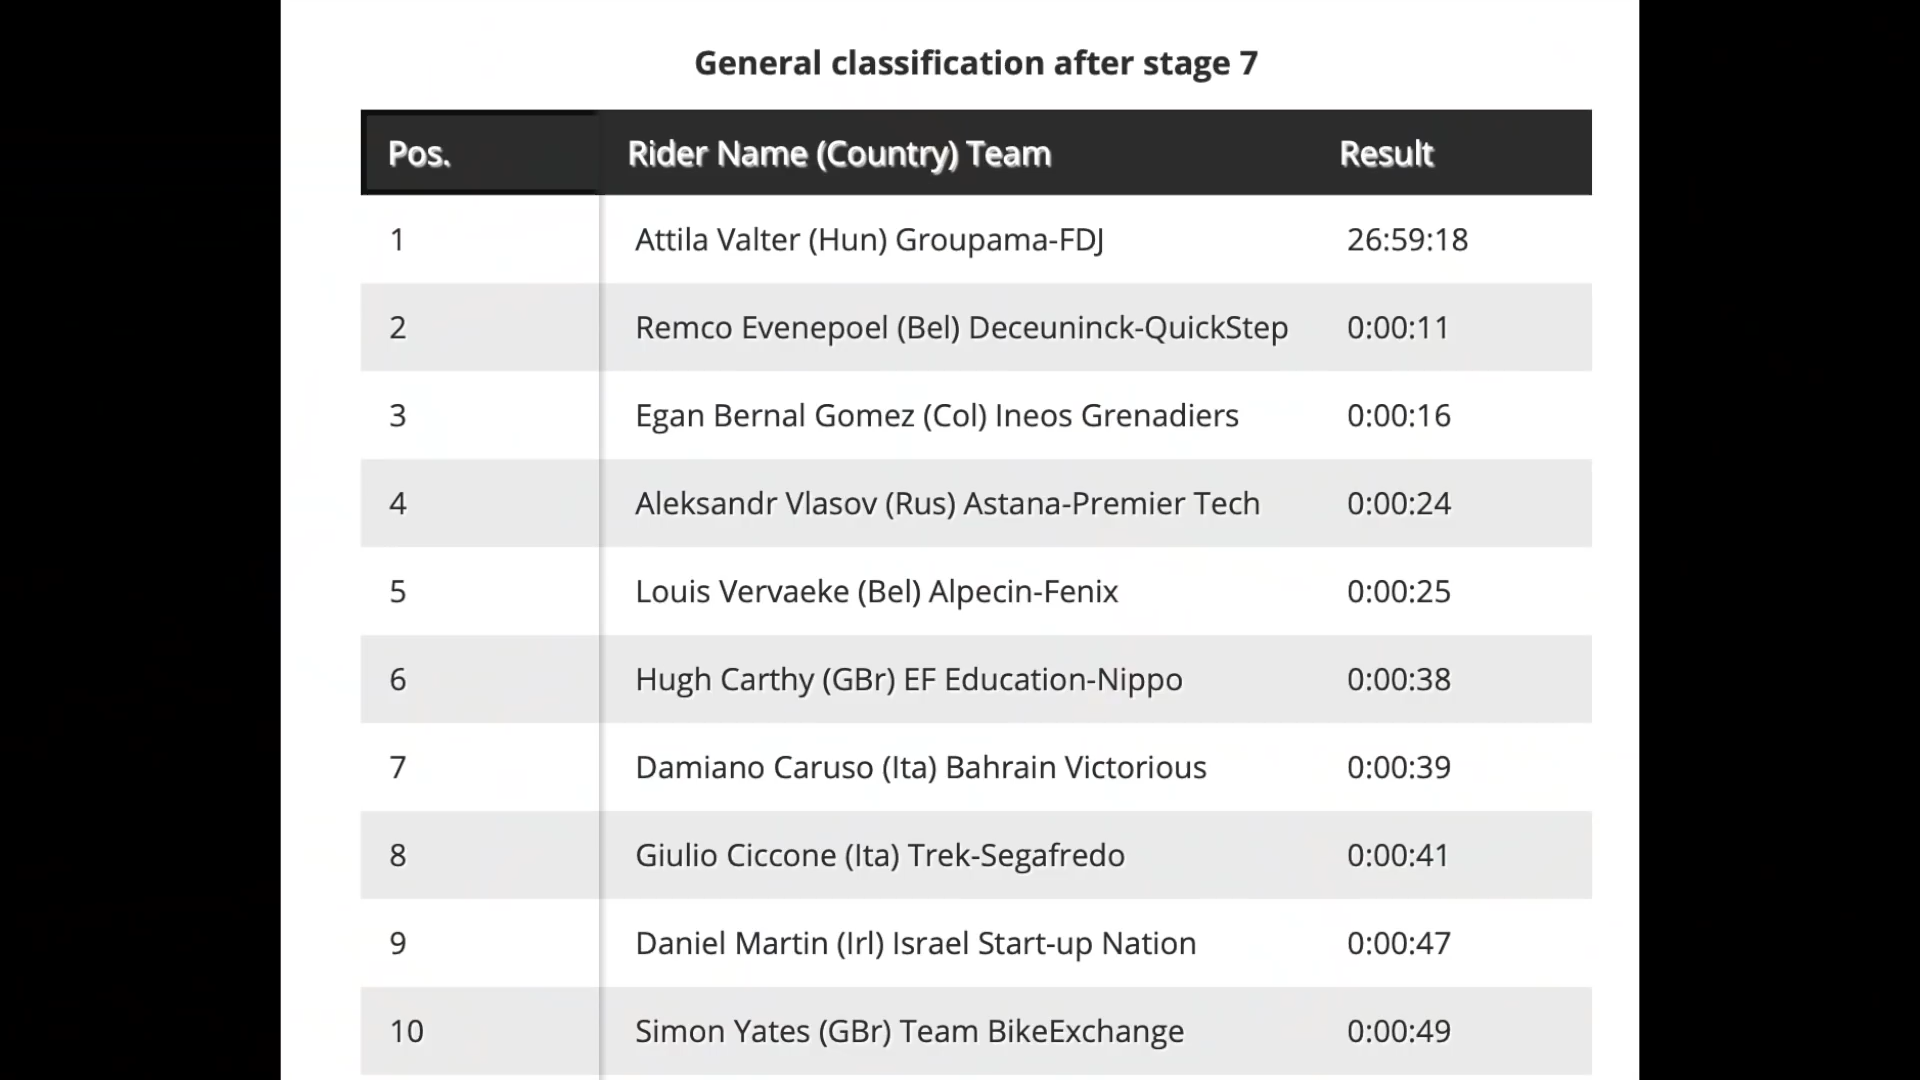 General classification after stage 7
Pos. Rider Name (Country) Team Result
1 Attila Valter (Hun) Groupama-FDJ 26:59:18
2 Remco Evenepoel (Bel) Deceuninck-QuickStep 0:00:11
3 Egan Bernal Gomez (Col) Ineos Grenadiers 0:00:16
4 Aleksandr Vlasov (Rus) Astana-Premier Tech 0:00:24
5 Louis Vervaeke (Bel) Alpecin-Fenix 0:00:25
6 Hugh Carthy (GBr) EF Education-Nippo 0:00:38
7 Damiano Caruso (Ita) Bahrain Victorious 0:00:39
8 Giulio Ciccone (Ita) Trek-Segafredo 0:00:41
9 Daniel Martin (Irl) Israel Start-up Nation 0:00:47
10 Simon Yates (GBr) Team BikeExchange 0:00:49